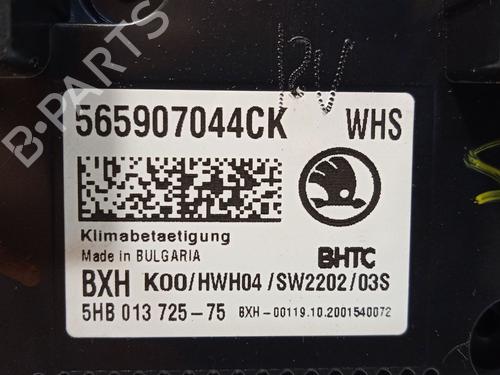 RV
565907044CK WHS
Klimabetaetigung
Made in BULGARIA
BHTC
BXH K00/HWH04/SW2202/03S
5HB 013 725-75 BXH-00119.10.2001540072
B-PARTS